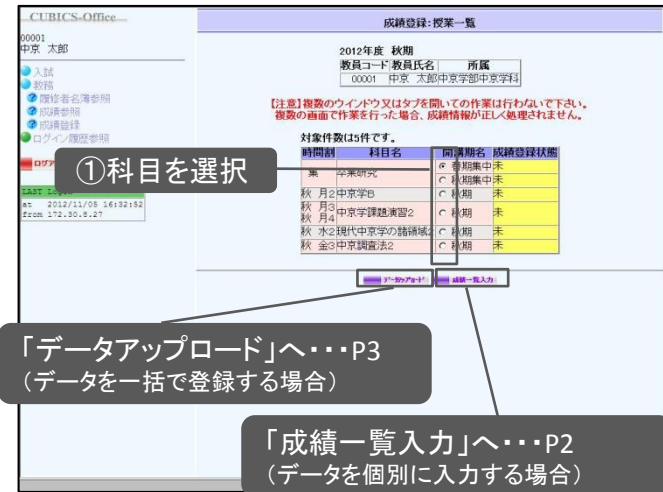 CUBICS-Office
00001
中京 太郎
入試
教務
履修者名簿参照
成績参照
成績登録
ログイン履歴参照
at 2012/11/05 16:32:52
from 172.30.8.27
成績登録:授業一覧
2012年度 秋期
教員コード 教員氏名 所属
00001 中京 太郎 中京学部中京学科
【注意】複数のウインドウ又はタブを開いての作業は行わないで下さい。
複数の画面で作業を行った場合、成績情報が正しく処理されません。
対象件数は5件です。
時間割 科目名 開講期名 成績登録状態
集 卒業研究 春期集中 未
秋期集中 未
秋 月2 中京学B 秋期 未
秋 月3
秋 月4 中京学課題演習2 秋期 未
秋 水2 現代中京学の諸領域2 秋期 未
秋 金3 中京調査法2 秋期 未
①科目を選択
データアップロード 成績一覧入力
「データアップロード」へ・・・P3
（データを一括で登録する場合）
「成績一覧入力」へ・・・P2
（データを個別に入力する場合）